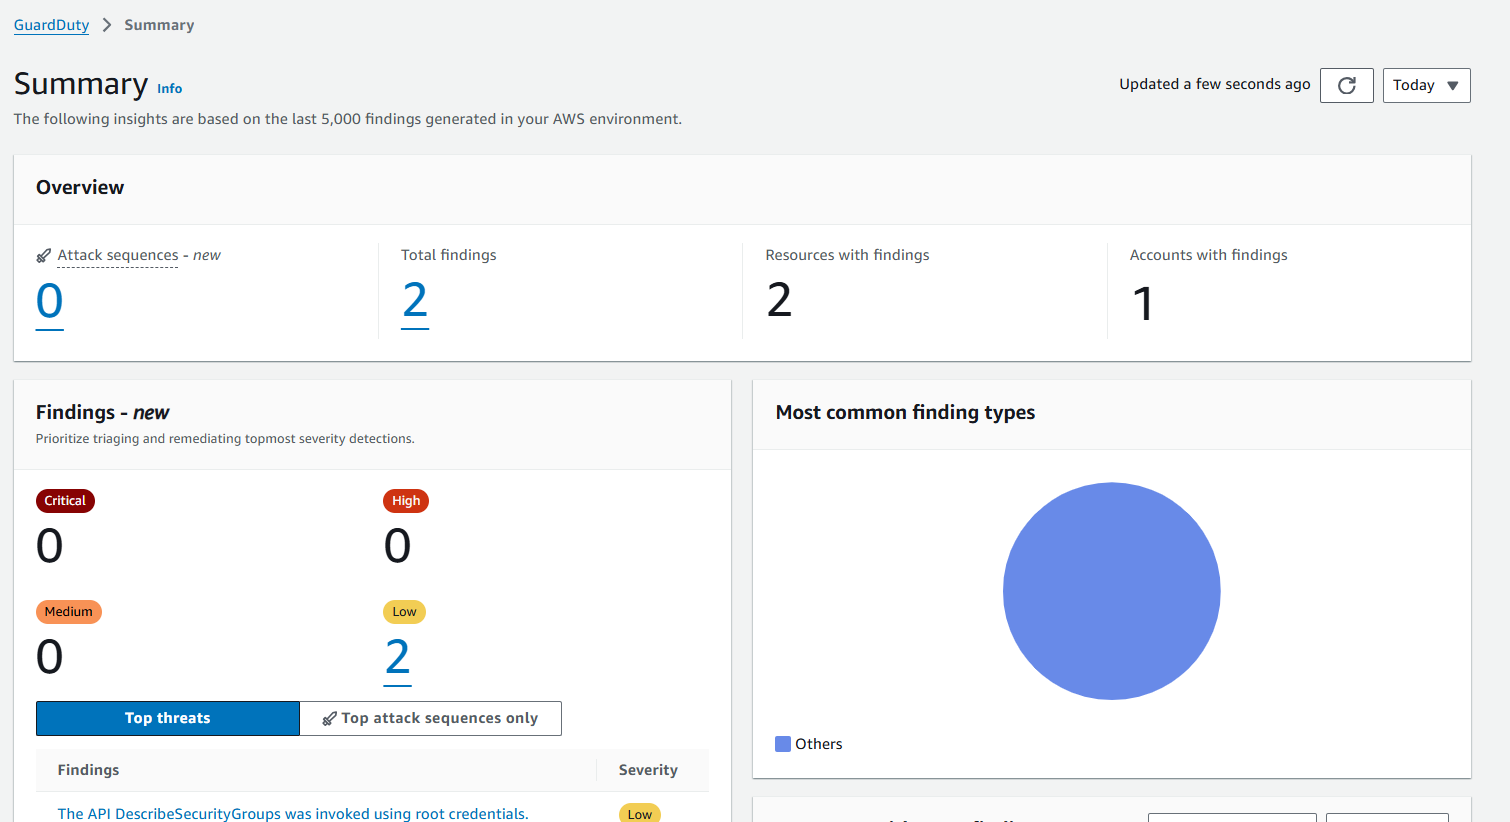 GuardDuty > Summary
Summary Info
Updated a few seconds ago
Today
The following insights are based on the last 5,000 findings generated in your AWS environment.
Overview
Attack sequences - new
0
Total findings
2
Resources with findings
2
Accounts with findings
1
Findings - new
Prioritize triaging and remediating topmost severity detections.
Critical
0
High
0
Medium
0
Low
2
Top threats
Top attack sequences only
Findings
Severity
The API DescribeSecurityGroups was invoked using root credentials.
Low
Most common finding types
Others